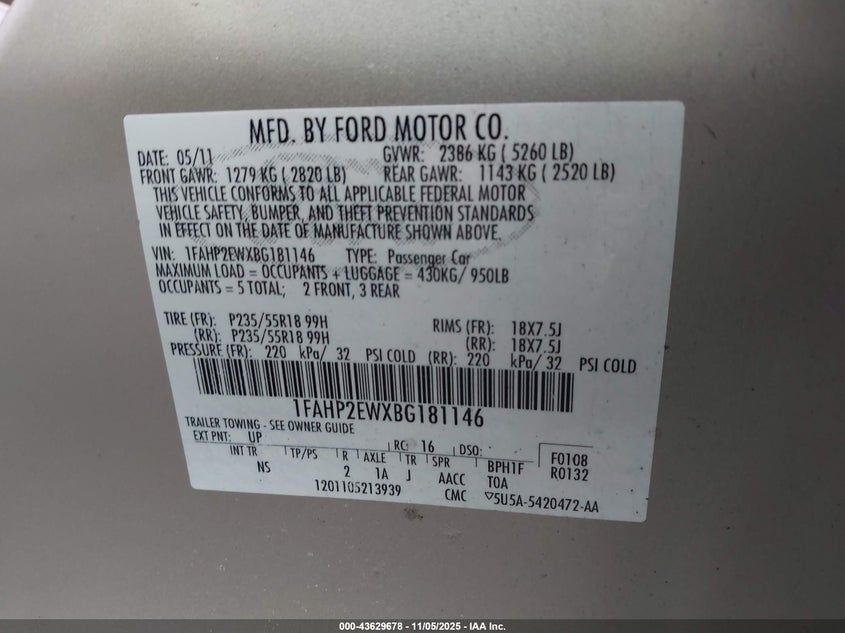 MFD. BY FORD MOTOR CO.
DATE: 05/11 GVWR: 2386 KG ( 5260 LB)
FRONT GAWR: 1279 KG ( 2820 LB) REAR GAWR: 1143 KG ( 2520 LB)
THIS VEHICLE CONFORMS TO ALL APPLICABLE FEDERAL MOTOR
VEHICLE SAFETY, BUMPER, AND THEFT PREVENTION STANDARDS
IN EFFECT ON THE DATE OF MANUFACTURE SHOWN ABOVE.
VIN: 1FAHP2EWXBG181146 TYPE: Passenger Car
MAXIMUM LOAD = OCCUPANTS + LUGGAGE = 430KG/ 950LB
OCCUPANTS = 5 TOTAL; 2 FRONT, 3 REAR
TIRE (FR): P235/55R18 99H RIMS (FR): 18X7.5J
(RR): P235/55R18 99H (RR): 18X7.5J
PRESSURE (FR): 220 kPa/ 32 PSI COLD (RR): 220 kPa/ 32 PSI COLD
1FAHP2EWXBG181146
TRAILER TOWING - SEE OWNER GUIDE
EXT PNT: UP RC: 16 DSO: F0108
INT TR TP/PS R AXLE TR SPR BPH1F R0132
NS 2 1A J AACC TOA
1201105213939 CMC ▽5U5A-5420472-AA
000-43629678 - 11/05/2025 - IAA Inc.